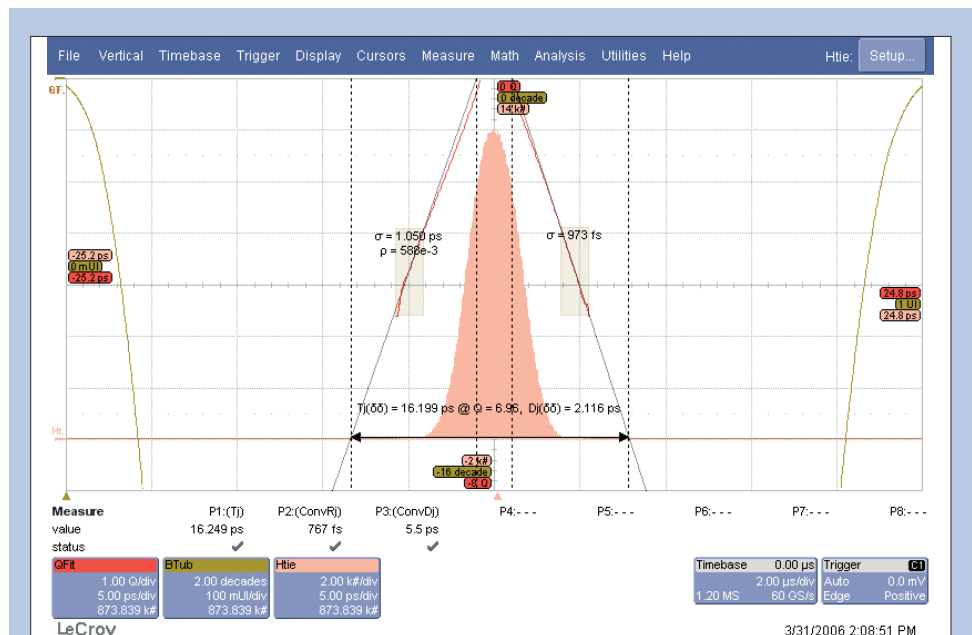 File Vertical Timebase Trigger Display Cursors Measure Math Analysis Utilities Help Htie: Setup...
0 Q
0 decade
14 k#
σ = 1.050 ps
ρ = 588e-3
σ = 973 fs
-25.2 ps
0 mUI
-25.2 ps
24.8 ps
1 UI
24.8 ps
Tj(δδ) = 16.199 ps @ Q = 6.96, Dj(δδ) = 2.116 ps
Ht.
-2 k#
-16 decade
-8 Q
Measure P1:(Tj) P2:(ConvRj) P3:(ConvDj) P4:- - - P5:- - - P6:- - - P7:- - - P8:- - -
value 16.249 ps 767 fs 5.5 ps
status ✓ ✓ ✓
QFit BTub Htie Timebase 0.00 µs Trigger C1
1.00 Q/div 2.00 decades 2.00 k#/div 2.00 µs/div Auto 0.0 mV
5.00 ps/div 100 mUI/div 5.00 ps/div 1.20 MS 60 GS/s Edge Positive
873.839 k# 873.839 k# 873.839 k#
LeCroy 3/31/2006 2:08:51 PM